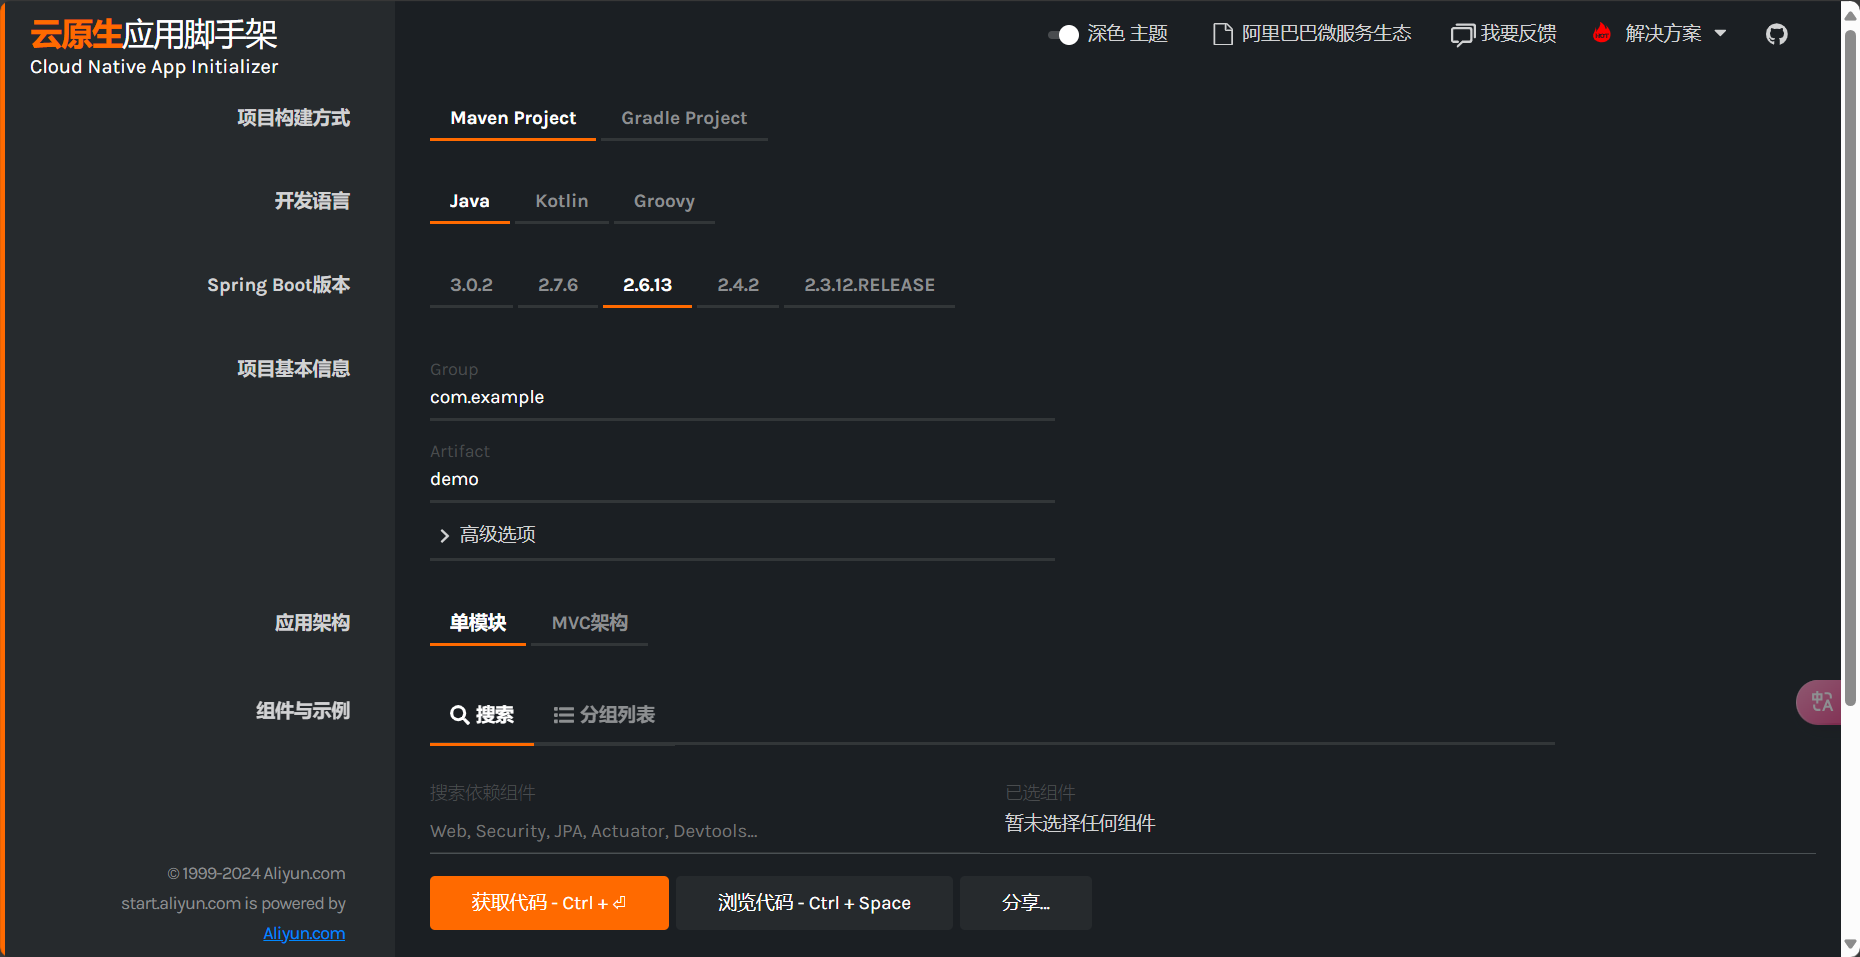 云原生应用脚手架
Cloud Native App Initializer
深色 主题
阿里巴巴微服务生态
我要反馈
HOT
解决方案
项目构建方式
Maven Project
Gradle Project
开发语言
Java
Kotlin
Groovy
Spring Boot版本
3.0.2
2.7.6
2.6.13
2.4.2
2.3.12.RELEASE
项目基本信息
Group
com.example
Artifact
demo
高级选项
应用架构
单模块
MVC架构
组件与示例
搜索
分组列表
搜索依赖组件
Web, Security, JPA, Actuator, Devtools...
已选组件
暂未选择任何组件
© 1999-2024 Aliyun.com
start.aliyun.com is powered by
Aliyun.com
获取代码 - Ctrl + ⏎
浏览代码 - Ctrl + Space
分享...
中A